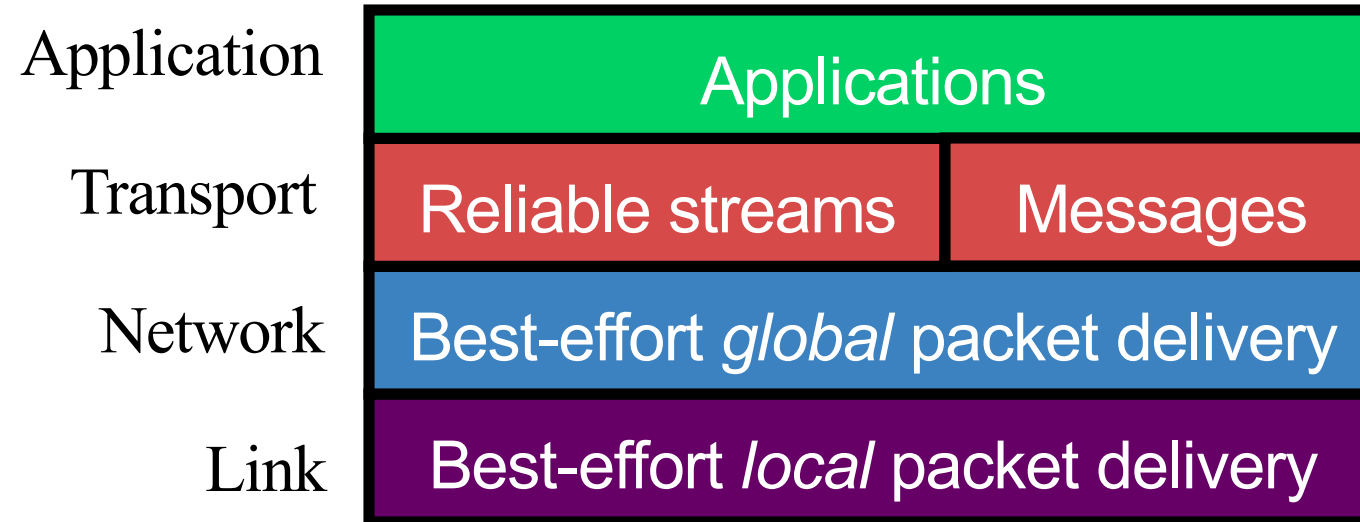 Application
Applications
Transport
Reliable streams
Messages
Network
Best-effort global packet delivery
Link
Best-effort local packet delivery